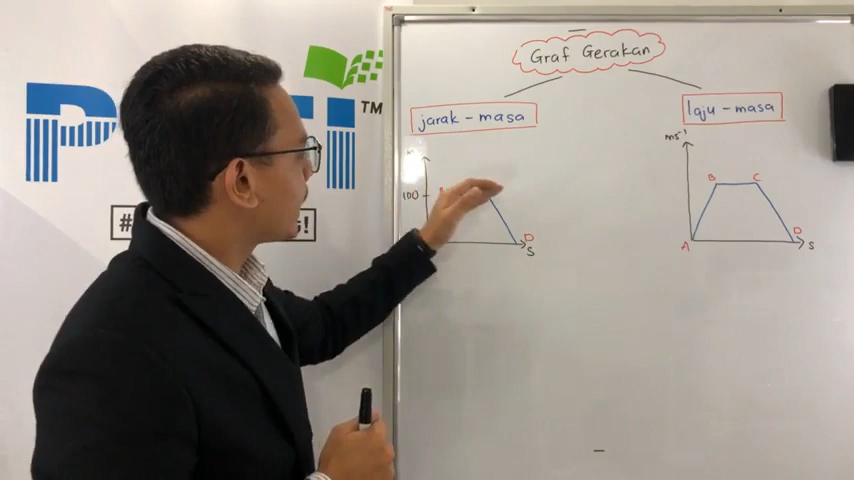 Graf Gerakan
jarak - masa
laju - masa
ms⁻¹
100
B
C
D
S
A
D
S
TM